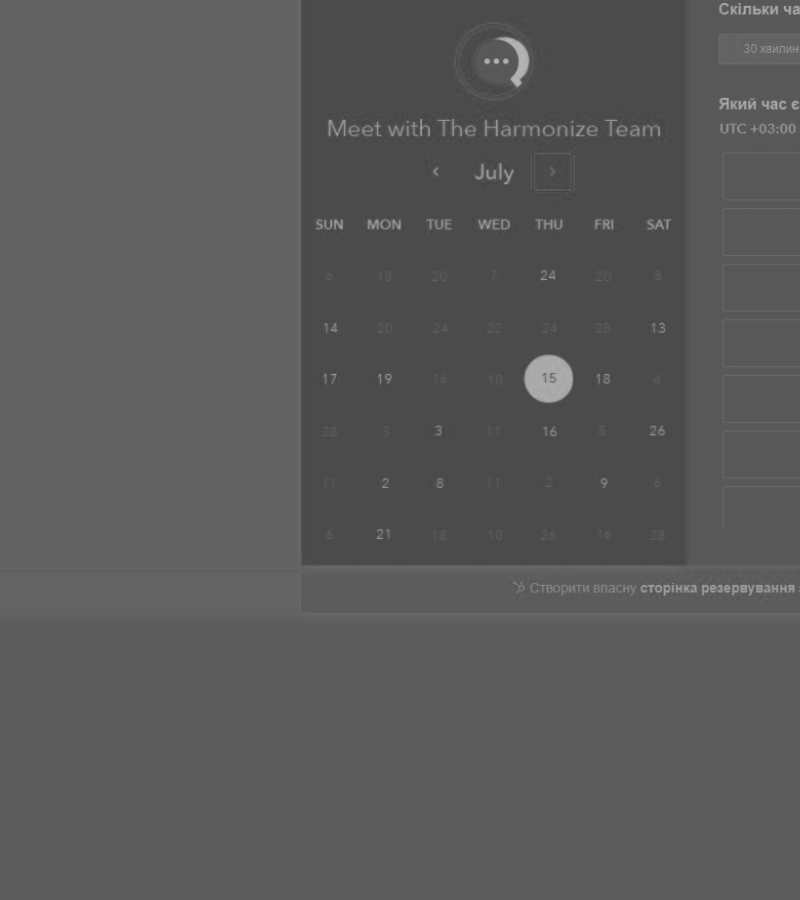 Скільки ча
30 хвилин
Meet with The Harmonize Team
Який час є
UTC +03:00
July
SUN MON TUE WED THU FRI SAT
6 18 20 7 24 20 8
14 20 24 22 24 28 13
17 19 16 10 15 18 4
28 3 3 11 16 5 26
11 2 8 11 2 9 6
6 21 18 10 26 16 28
Створити власну сторінка резервування